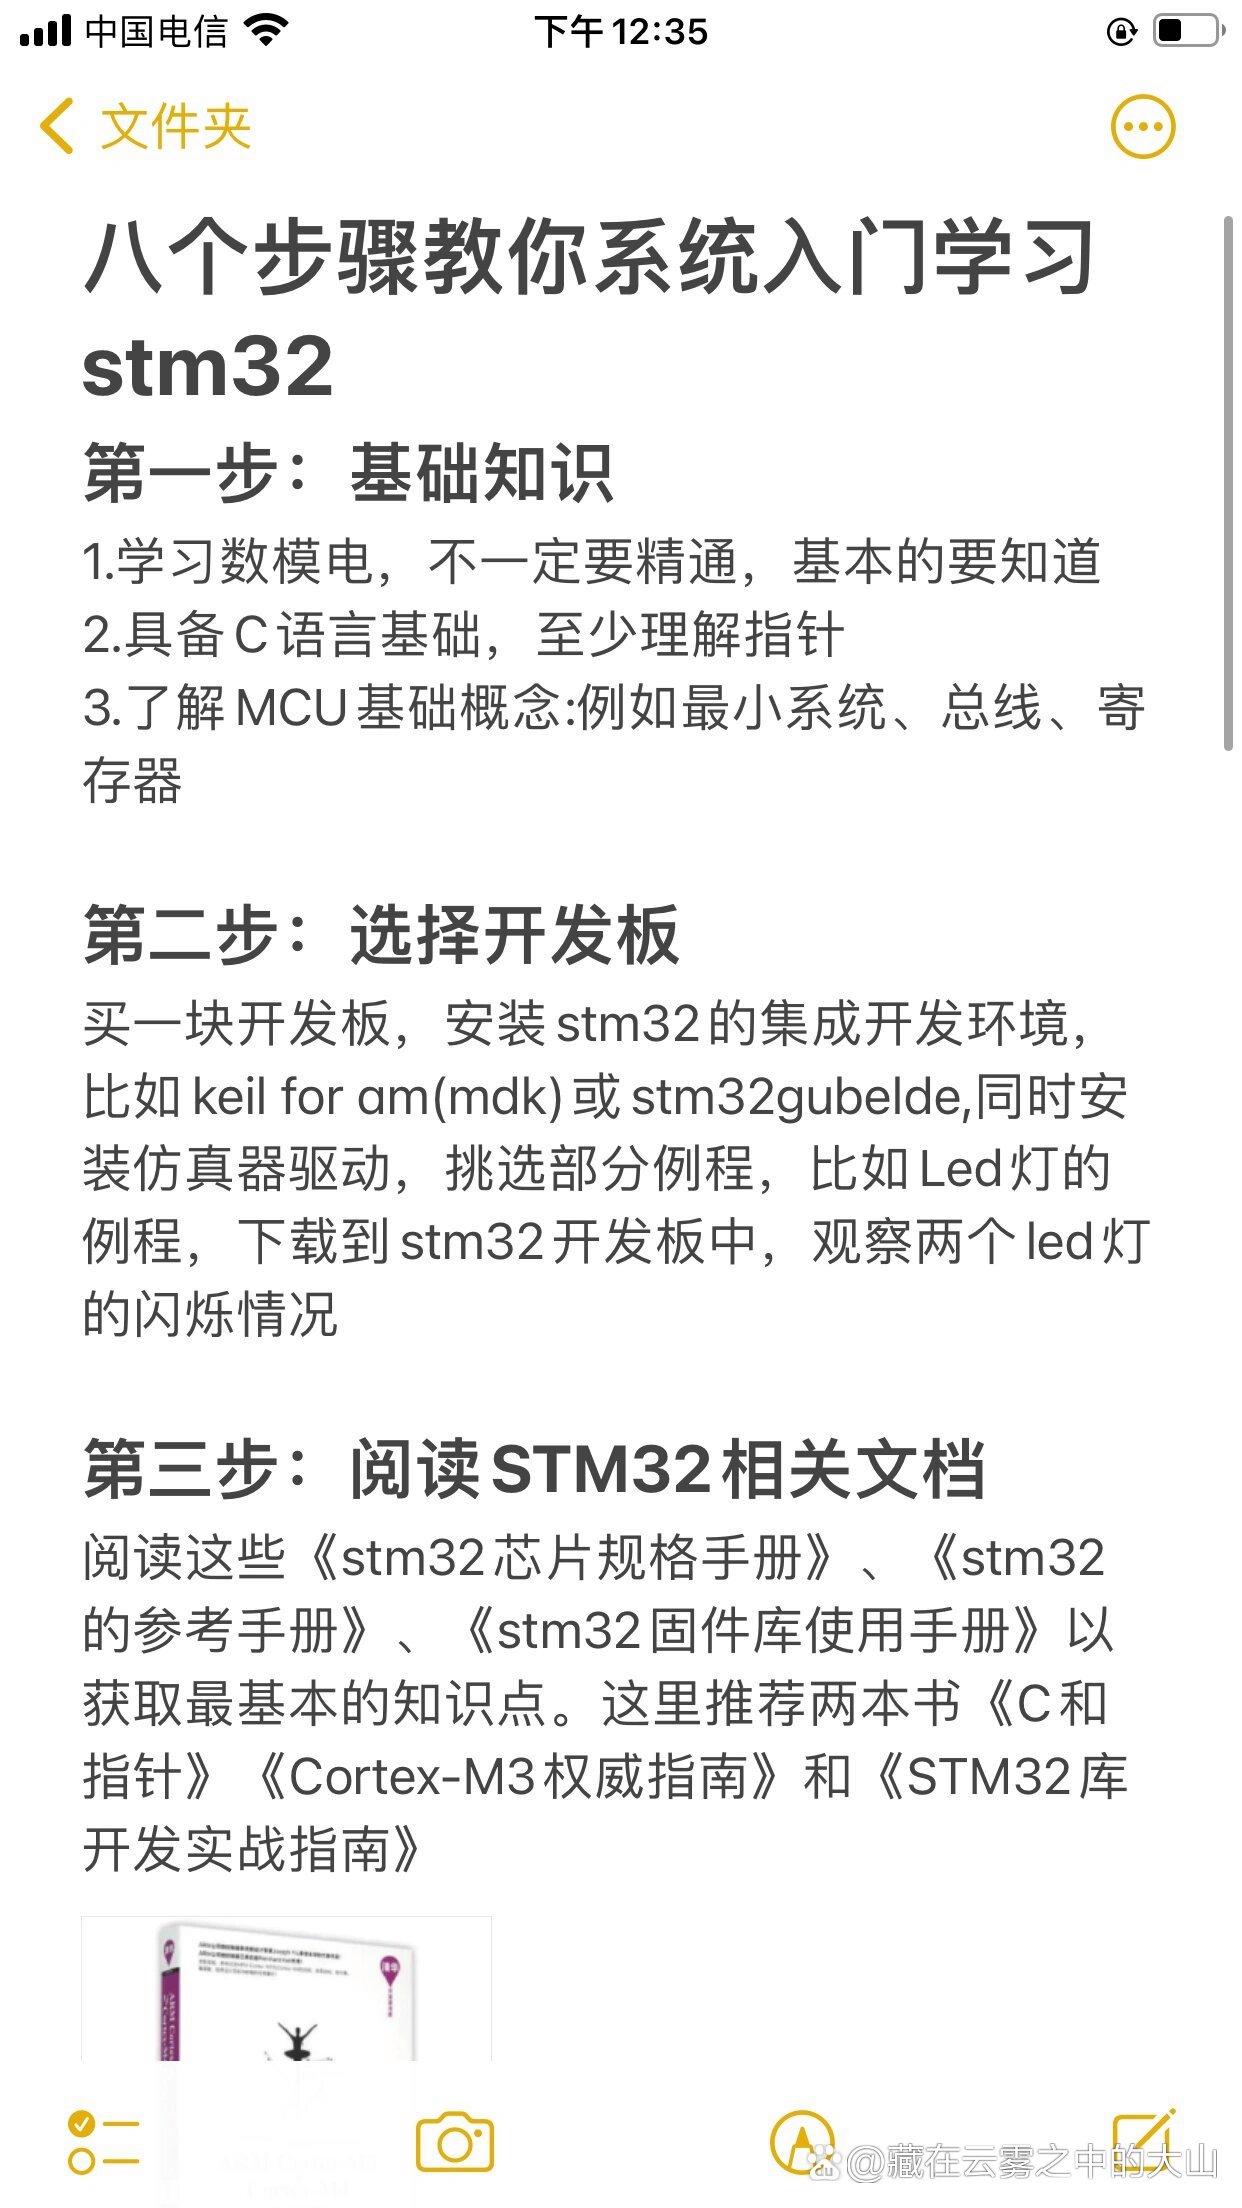 中国电信
下午12:35
文件夹
八个步骤教你系统入门学习
stm32
第一步：基础知识
1.学习数模电，不一定要精通，基本的要知道
2.具备C语言基础，至少理解指针
3.了解MCU基础概念:例如最小系统、总线、寄
存器
第二步：选择开发板
买一块开发板，安装stm32的集成开发环境，
比如keil for am(mdk)或stm32gubelde,同时安
装仿真器驱动，挑选部分例程，比如Led灯的
例程，下载到stm32开发板中，观察两个led灯
的闪烁情况
第三步：阅读STM32相关文档
阅读这些《stm32芯片规格手册》、《stm32
的参考手册》、《stm32固件库使用手册》以
获取最基本的知识点。这里推荐两本书《C和
指针》《Cortex-M3权威指南》和《STM32库
开发实战指南》
清华
@藏在云雾之中的大山